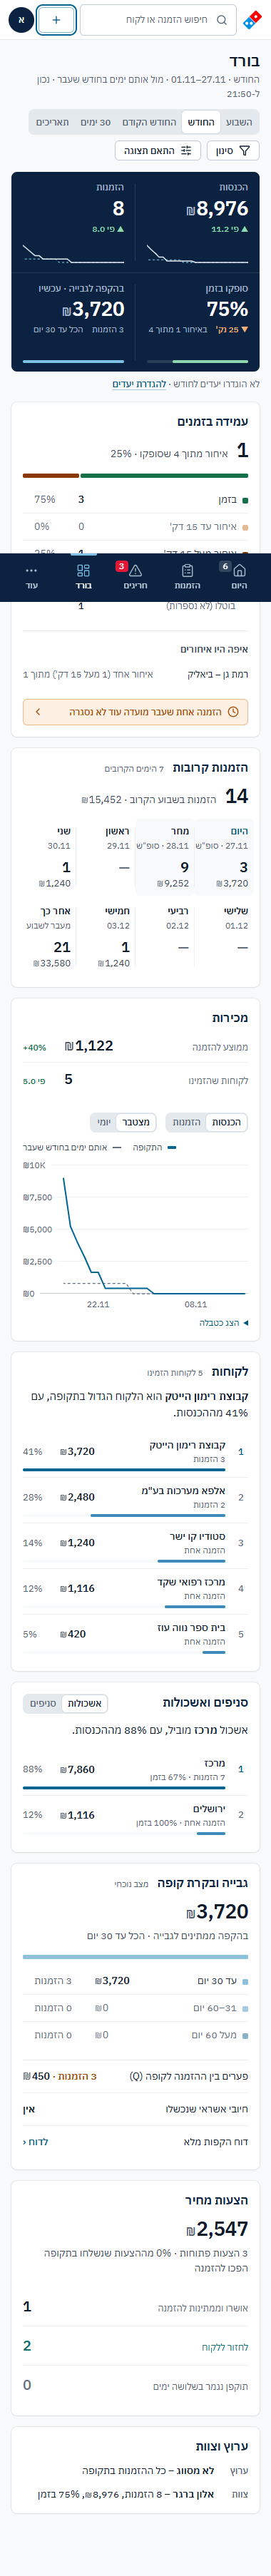 חיפוש הזמנה או לקוח
א
בורד
החודש · 01.11–27.11 · מול אותם ימים בחודש שעבר · נכון
ל-21:50
השבוע
החודש
החודש הקודם
30 ימים
תאריכים
סינון
התאם תצוגה
הכנסות
₪8,976
▲ פי 11.2
הזמנות
8
▲ פי 8.0
סופקו בזמן
75%
▼ 25 נק'
באיחור 1 מתוך 4
בהקפה לגבייה · עכשיו
₪3,720
3 הזמנות
הכל עד 30 יום
לא הוגדרו יעדים לחודש · להגדרת יעדים
עמידה בזמנים
1 איחור מתוך 4 שסופקו · 25%
בזמן 3 75%
איחור עד 15 דק' 0 0%
היום 6
הזמנות
חריגים 3
בורד
עוד
בוטלו (לא נספרות) 1
איפה היו איחורים
רמת גן – ביאליק
איחור אחד (1 מעל 15 דק') מתוך 1
הזמנה אחת שעבר מועדה עוד לא נסגרה
הזמנות קרובות 7 הימים הקרובים
14 הזמנות בשבוע הקרוב · ₪15,452
היום
27.11 · סופ"ש
3
₪3,720
מחר
28.11 · סופ"ש
9
₪9,252
ראשון
29.11
—
שני
30.11
1
₪1,240
שלישי
01.12
—
רביעי
02.12
—
חמישי
03.12
1
₪1,240
אחר כך
מעבר לשבוע
21
₪33,580
מכירות
ממוצע להזמנה ₪1,122 +40%
לקוחות שהזמינו 5 פי 5.0
הכנסות
הזמנות
מצטבר
יומי
התקופה
אותם ימים בחודש שעבר
₪10K
₪7,500
₪5,000
₪2,500
₪0
22.11
08.11
הצג כטבלה
לקוחות 5 לקוחות הזמינו
קבוצת רימון הייטק הוא הלקוח הגדול בתקופה, עם
41% מההכנסות.
1 קבוצת רימון הייטק ₪3,720 41%
3 הזמנות
2 אלפא מערכות בע"מ ₪2,480 28%
2 הזמנות
3 סטודיו קו ישר ₪1,240 14%
הזמנה אחת
4 מרכז רפואי שקד ₪1,116 12%
הזמנה אחת
5 בית ספר נווה עוז ₪420 5%
הזמנה אחת
סניפים ואשכולות
אשכולות
סניפים
אשכול מרכז מוביל, עם 88% מההכנסות.
1 מרכז ₪7,860 88%
7 הזמנות · 67% בזמן
2 ירושלים ₪1,116 12%
הזמנה אחת · 100% בזמן
גבייה ובקרת קופה מצב נוכחי
₪3,720
בהקפה ממתינים לגבייה · הכל עד 30 יום
עד 30 יום ₪3,720 3 הזמנות
31–60 יום ₪0 0 הזמנות
מעל 60 יום ₪0 0 הזמנות
פערים בין ההזמנה לקופה (Q) 3 הזמנות · ₪450
חיובי אשראי שנכשלו אין
דוח הקפות מלא לדוח ›
הצעות מחיר
₪2,547
3 הצעות פתוחות · 0% מההצעות שנשלחו בתקופה
הפכו להזמנה
אושרו וממתינות להזמנה 1
לחזור ללקוח 2
תוקפן נגמר בשלושה ימים 0
ערוץ וצוות
ערוץ לא מסווג – כל ההזמנות בתקופה
צוות אלון ברגר – 8 הזמנות, ₪8,976, 75% בזמן